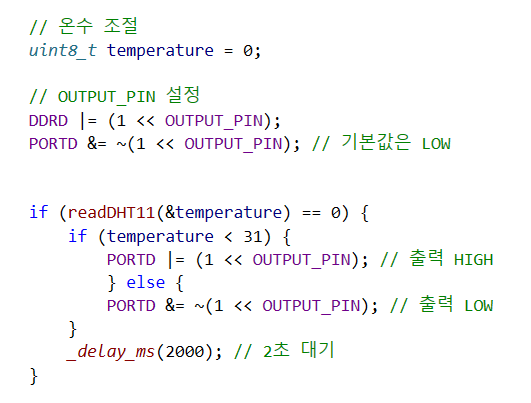 // 온수 조절
uint8_t temperature = 0;
// OUTPUT_PIN 설정
DDRD |= (1 << OUTPUT_PIN);
PORTD &= ~(1 << OUTPUT_PIN); // 기본값은 LOW
if (readDHT11(&temperature) == 0) {
if (temperature < 31) {
PORTD |= (1 << OUTPUT_PIN); // 출력 HIGH
} else {
PORTD &= ~(1 << OUTPUT_PIN); // 출력 LOW
}
_delay_ms(2000); // 2초 대기
}